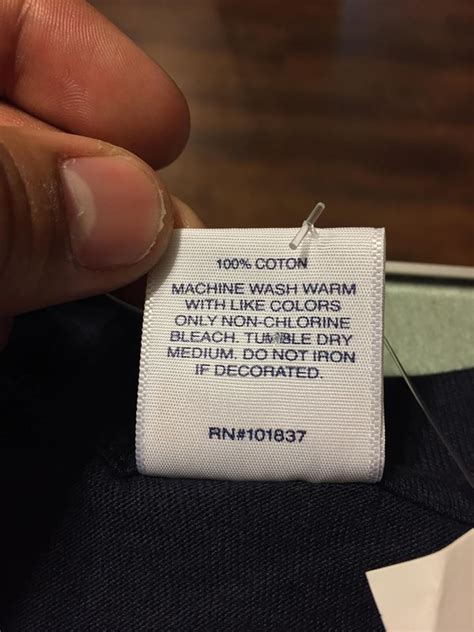 100% COTON
MACHINE WASH WARM
WITH LIKE COLORS
ONLY NON-CHLORINE
BLEACH. TUMBLE DRY
MEDIUM. DO NOT IRON
IF DECORATED.
RN#101837